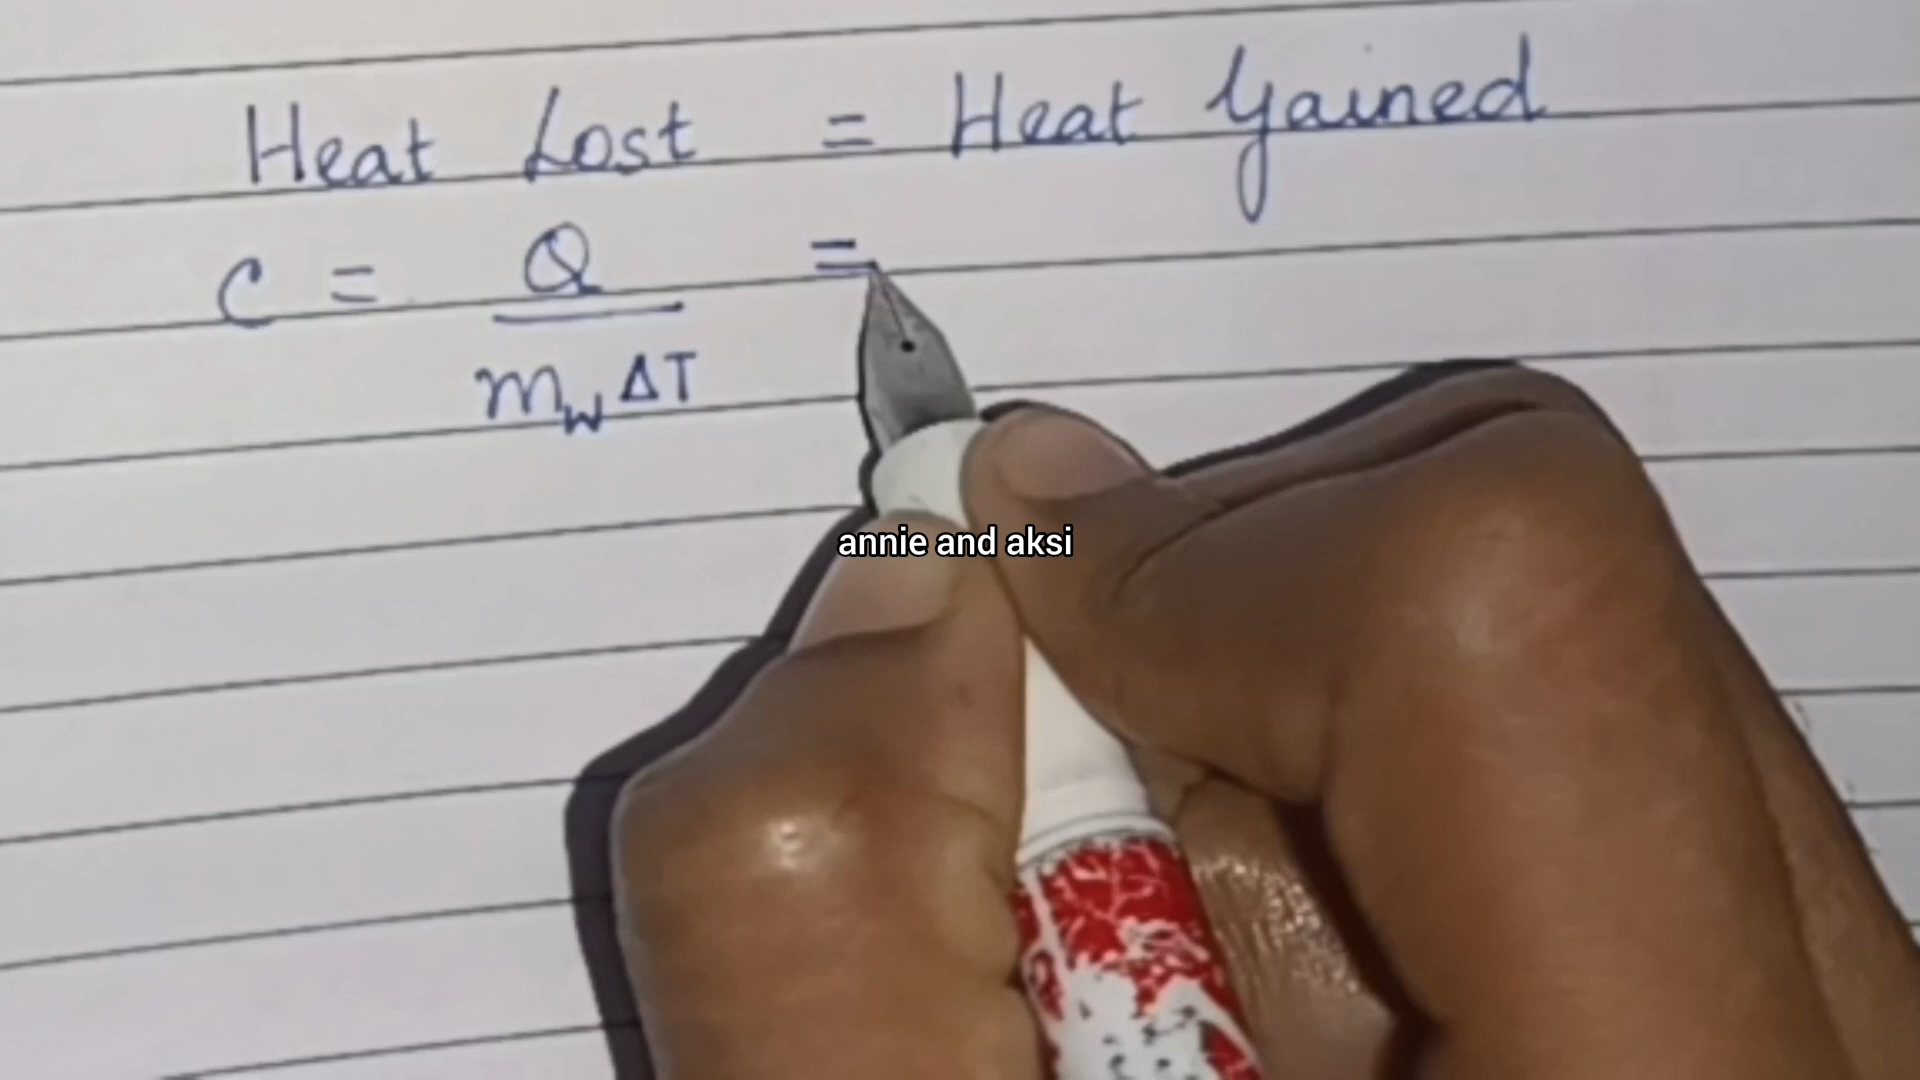 Heat Lost = Heat Gained
C = Q / m_w ΔT =
annie and aksi